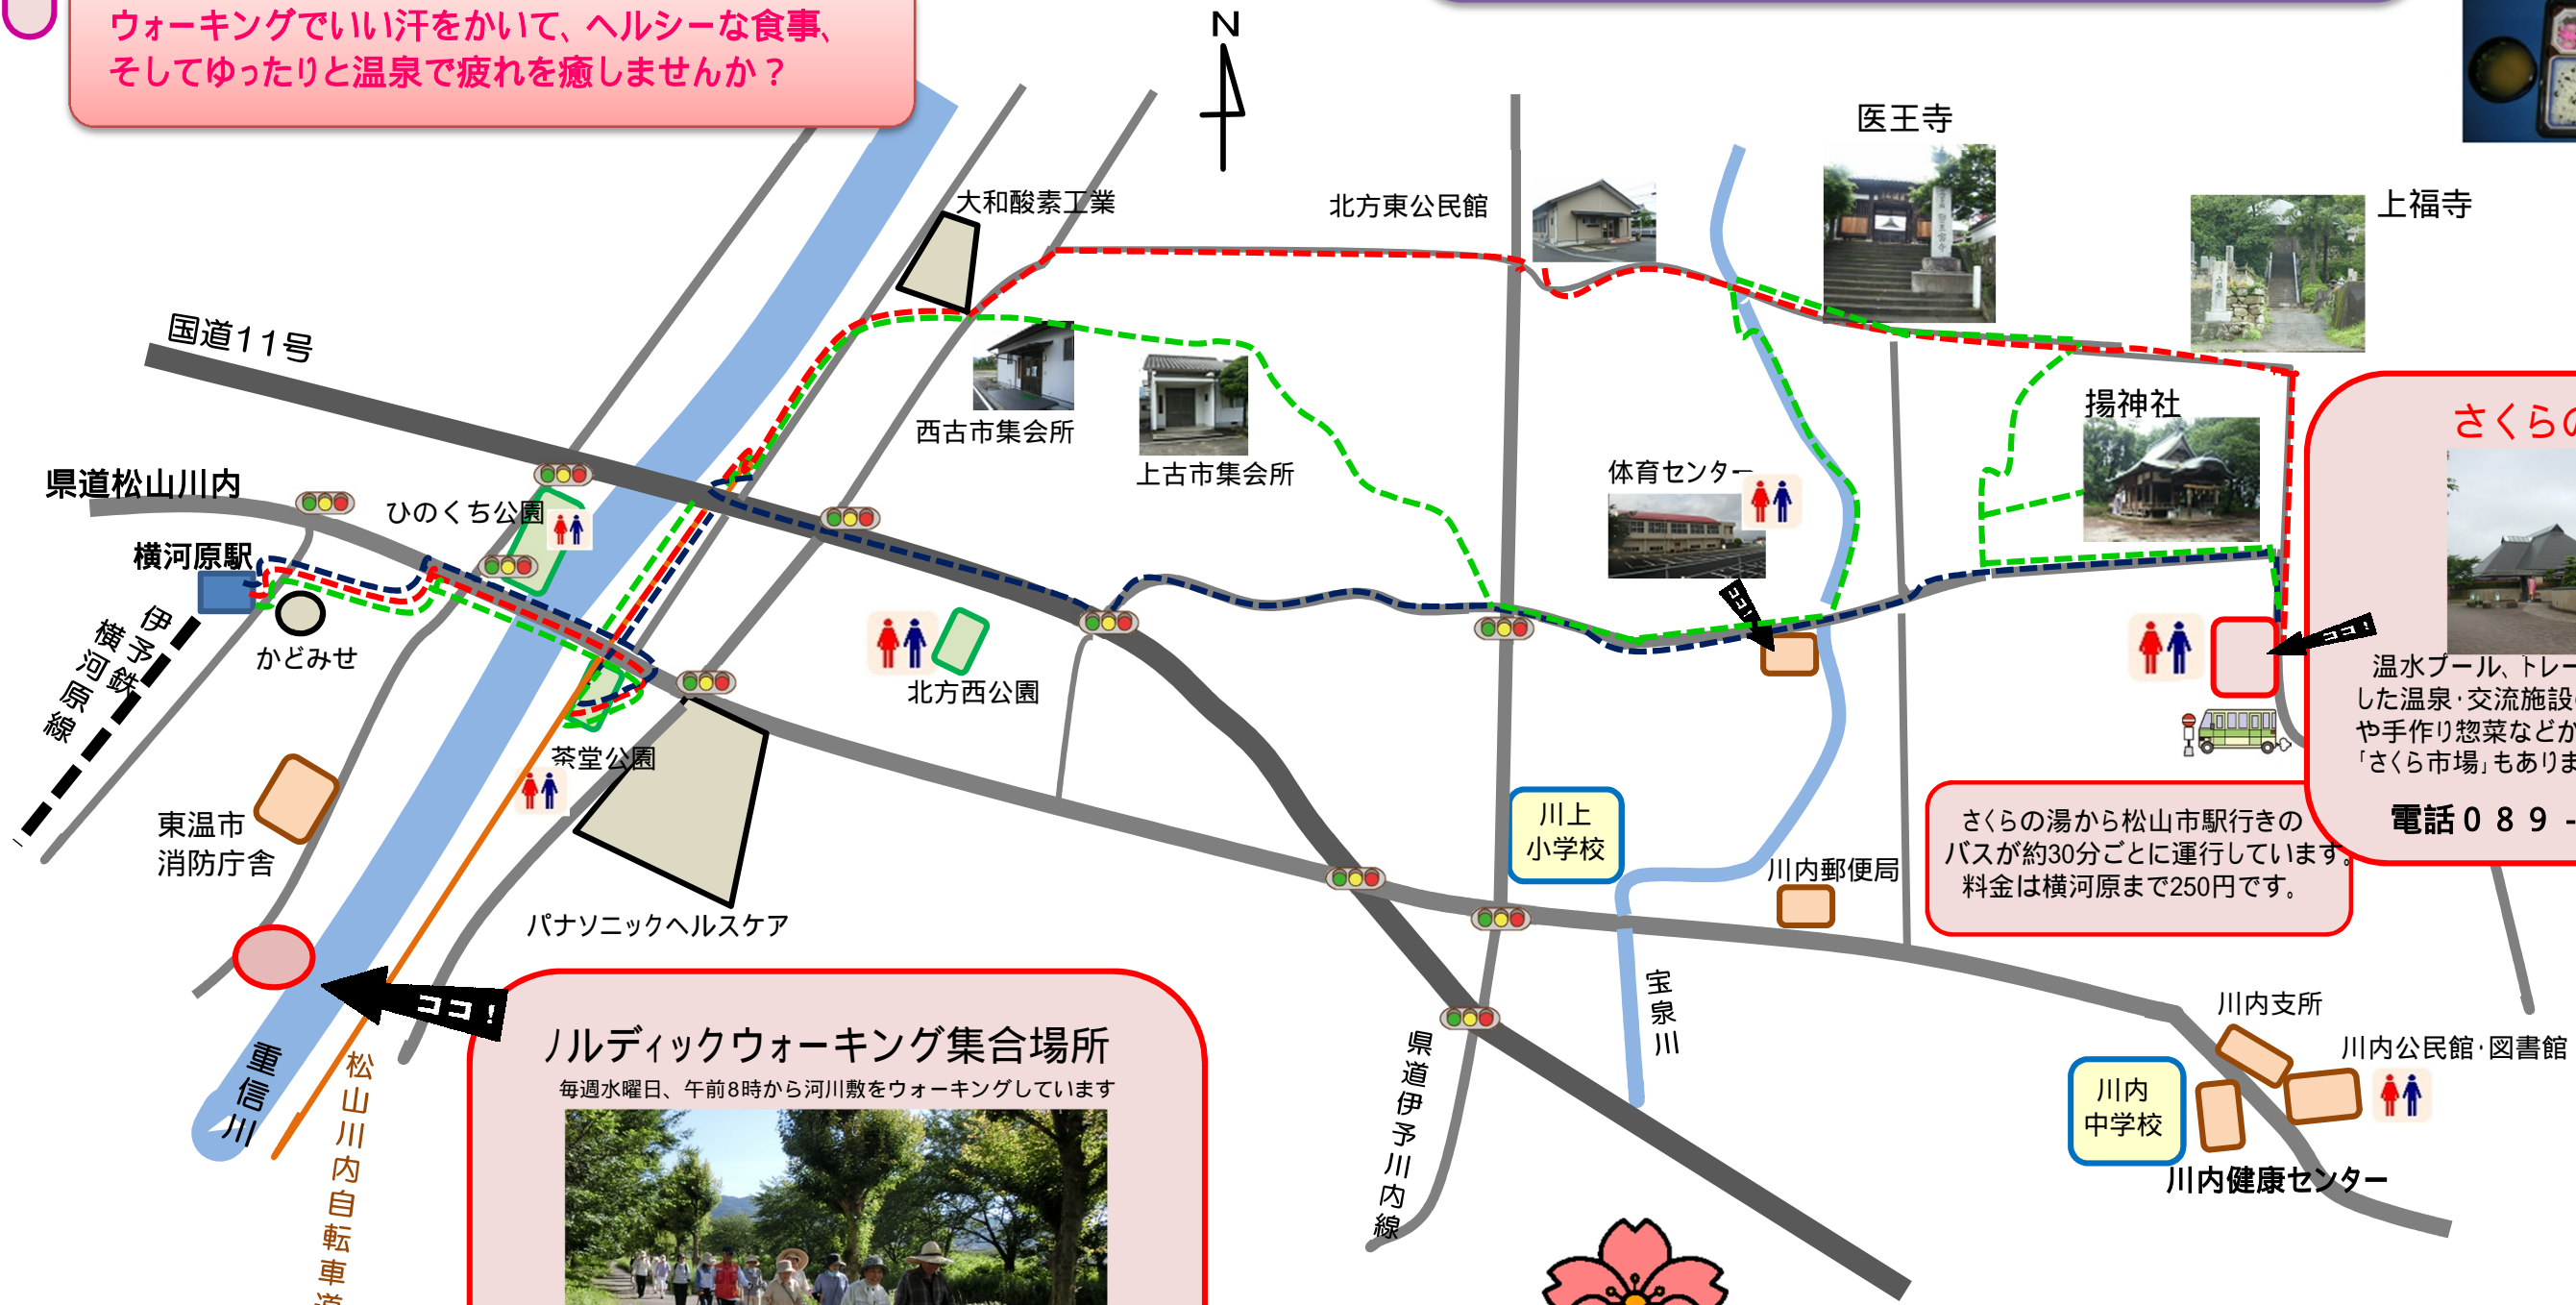 ウォーキングでいい汗をかいて、ヘルシーな食事、
そしてゆったりと温泉で疲れを癒しませんか？
N
医王寺
大和酸素工業
北方東公民館
上福寺
国道11号
揚神社
西古市集会所
上古市集会所
体育センター
県道松山川内
ひのくち公園
横河原駅
ココ！
ココ！
伊予鉄
横河原線
かどみせ
北方西公園
茶堂公園
さくらの
温水プール、トレー
した温泉・交流施設
や手作り惣菜などが
「さくら市場」もありま
電話０８９－
東温市
消防庁舎
川上
小学校
さくらの湯から松山市駅行きの
バスが約30分ごとに運行しています。
料金は横河原まで250円です。
川内郵便局
パナソニックヘルスケア
ココ！
宝泉川
川内支所
ノルディックウォーキング集合場所
毎週水曜日、午前8時から河川敷をウォーキングしています
県道伊予川内線
川内公民館・図書館
重信川
松山川内自転車道
川内
中学校
川内健康センター